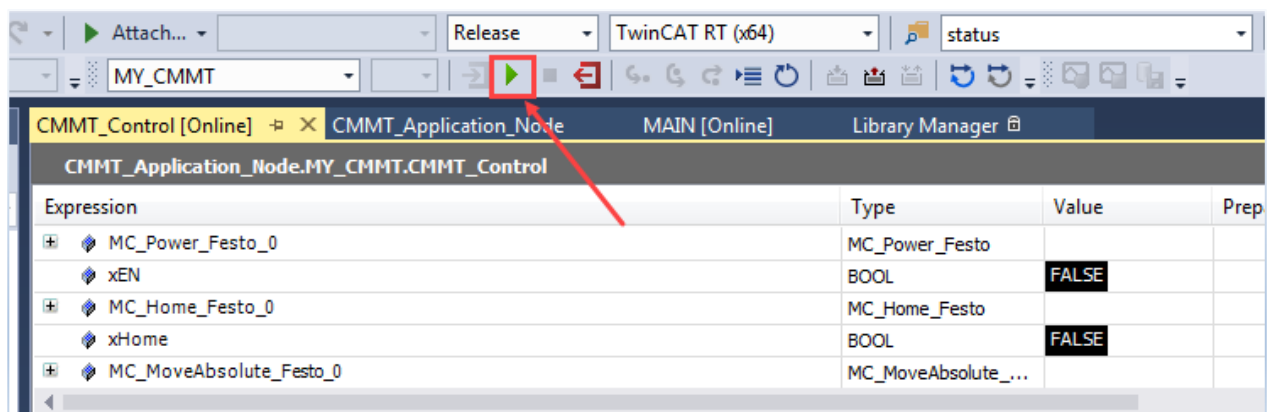 Attach... Release TwinCAT RT (x64) status
MY_CMMT
CMMT_Control [Online] CMMT_Application_Node MAIN [Online] Library Manager
CMMT_Application_Node.MY_CMMT.CMMT_Control
Expression Type Value Prep
MC_Power_Festo_0 MC_Power_Festo
xEN BOOL FALSE
MC_Home_Festo_0 MC_Home_Festo
xHome BOOL FALSE
MC_MoveAbsolute_Festo_0 MC_MoveAbsolute_...